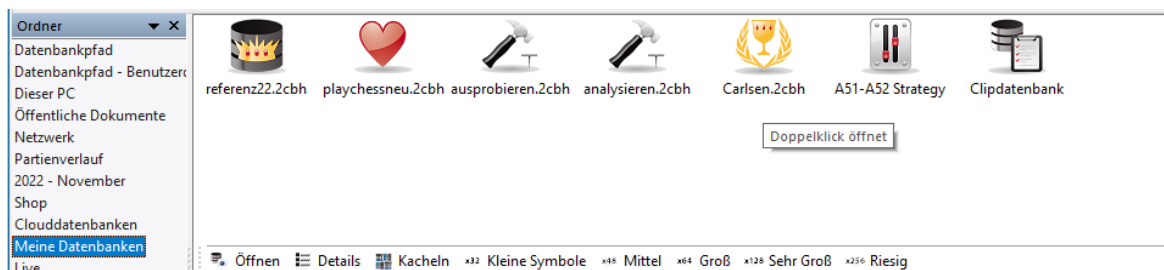 Ordner
Datenbankpfad
Datenbankpfad - Benutzer
Dieser PC
Öffentliche Dokumente
Netzwerk
Partienverlauf
2022 - November
Shop
Clouddatenbanken
Meine Datenbanken
Live
referenz22.2cbh playchessneu.2cbh ausprobieren.2cbh analysieren.2cbh Carlsen.2cbh A51-A52 Strategy Clipdatenbank
Doppelklick öffnet
Öffnen Details Kacheln x32 Kleine Symbole x48 Mittel x64 Groß x128 Sehr Groß x256 Riesig